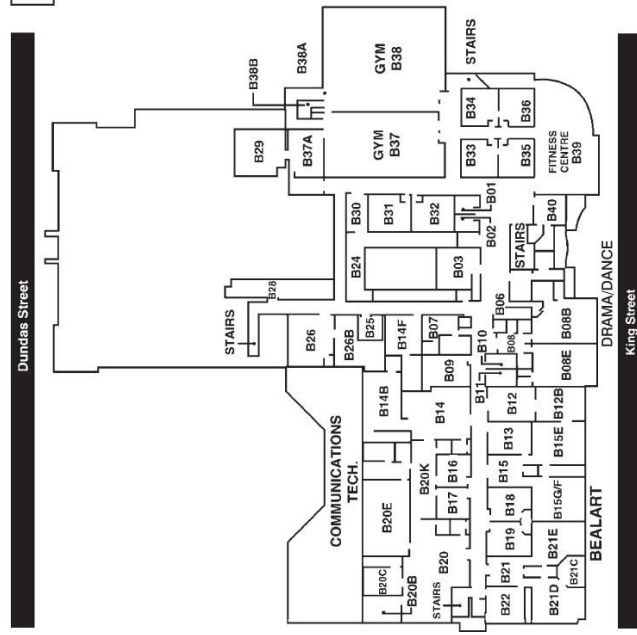 Dundas Street
King Street
B38A
B38B
GYM
B38
STAIRS
B34
B36
B29
B37A
GYM
B37
B33
B35
FITNESS
CENTRE
B39
B30
B31
B32
B01
B02
B40
STAIRS
B24
B03
DRAMA/DANCE
B28
STAIRS
B26
B26B
B25
B14F
B07
B06
B08
B08B
B10
B09
B11
B08E
B14B
B14
B12
B12B
COMMUNICATIONS
TECH.
B20K
B16
B13
B15E
B15
B20E
B17
B18
B15G/F
B19
BEALART
B20
B21E
B20C
B20B
STAIRS
B21
B21C
B22
B21D